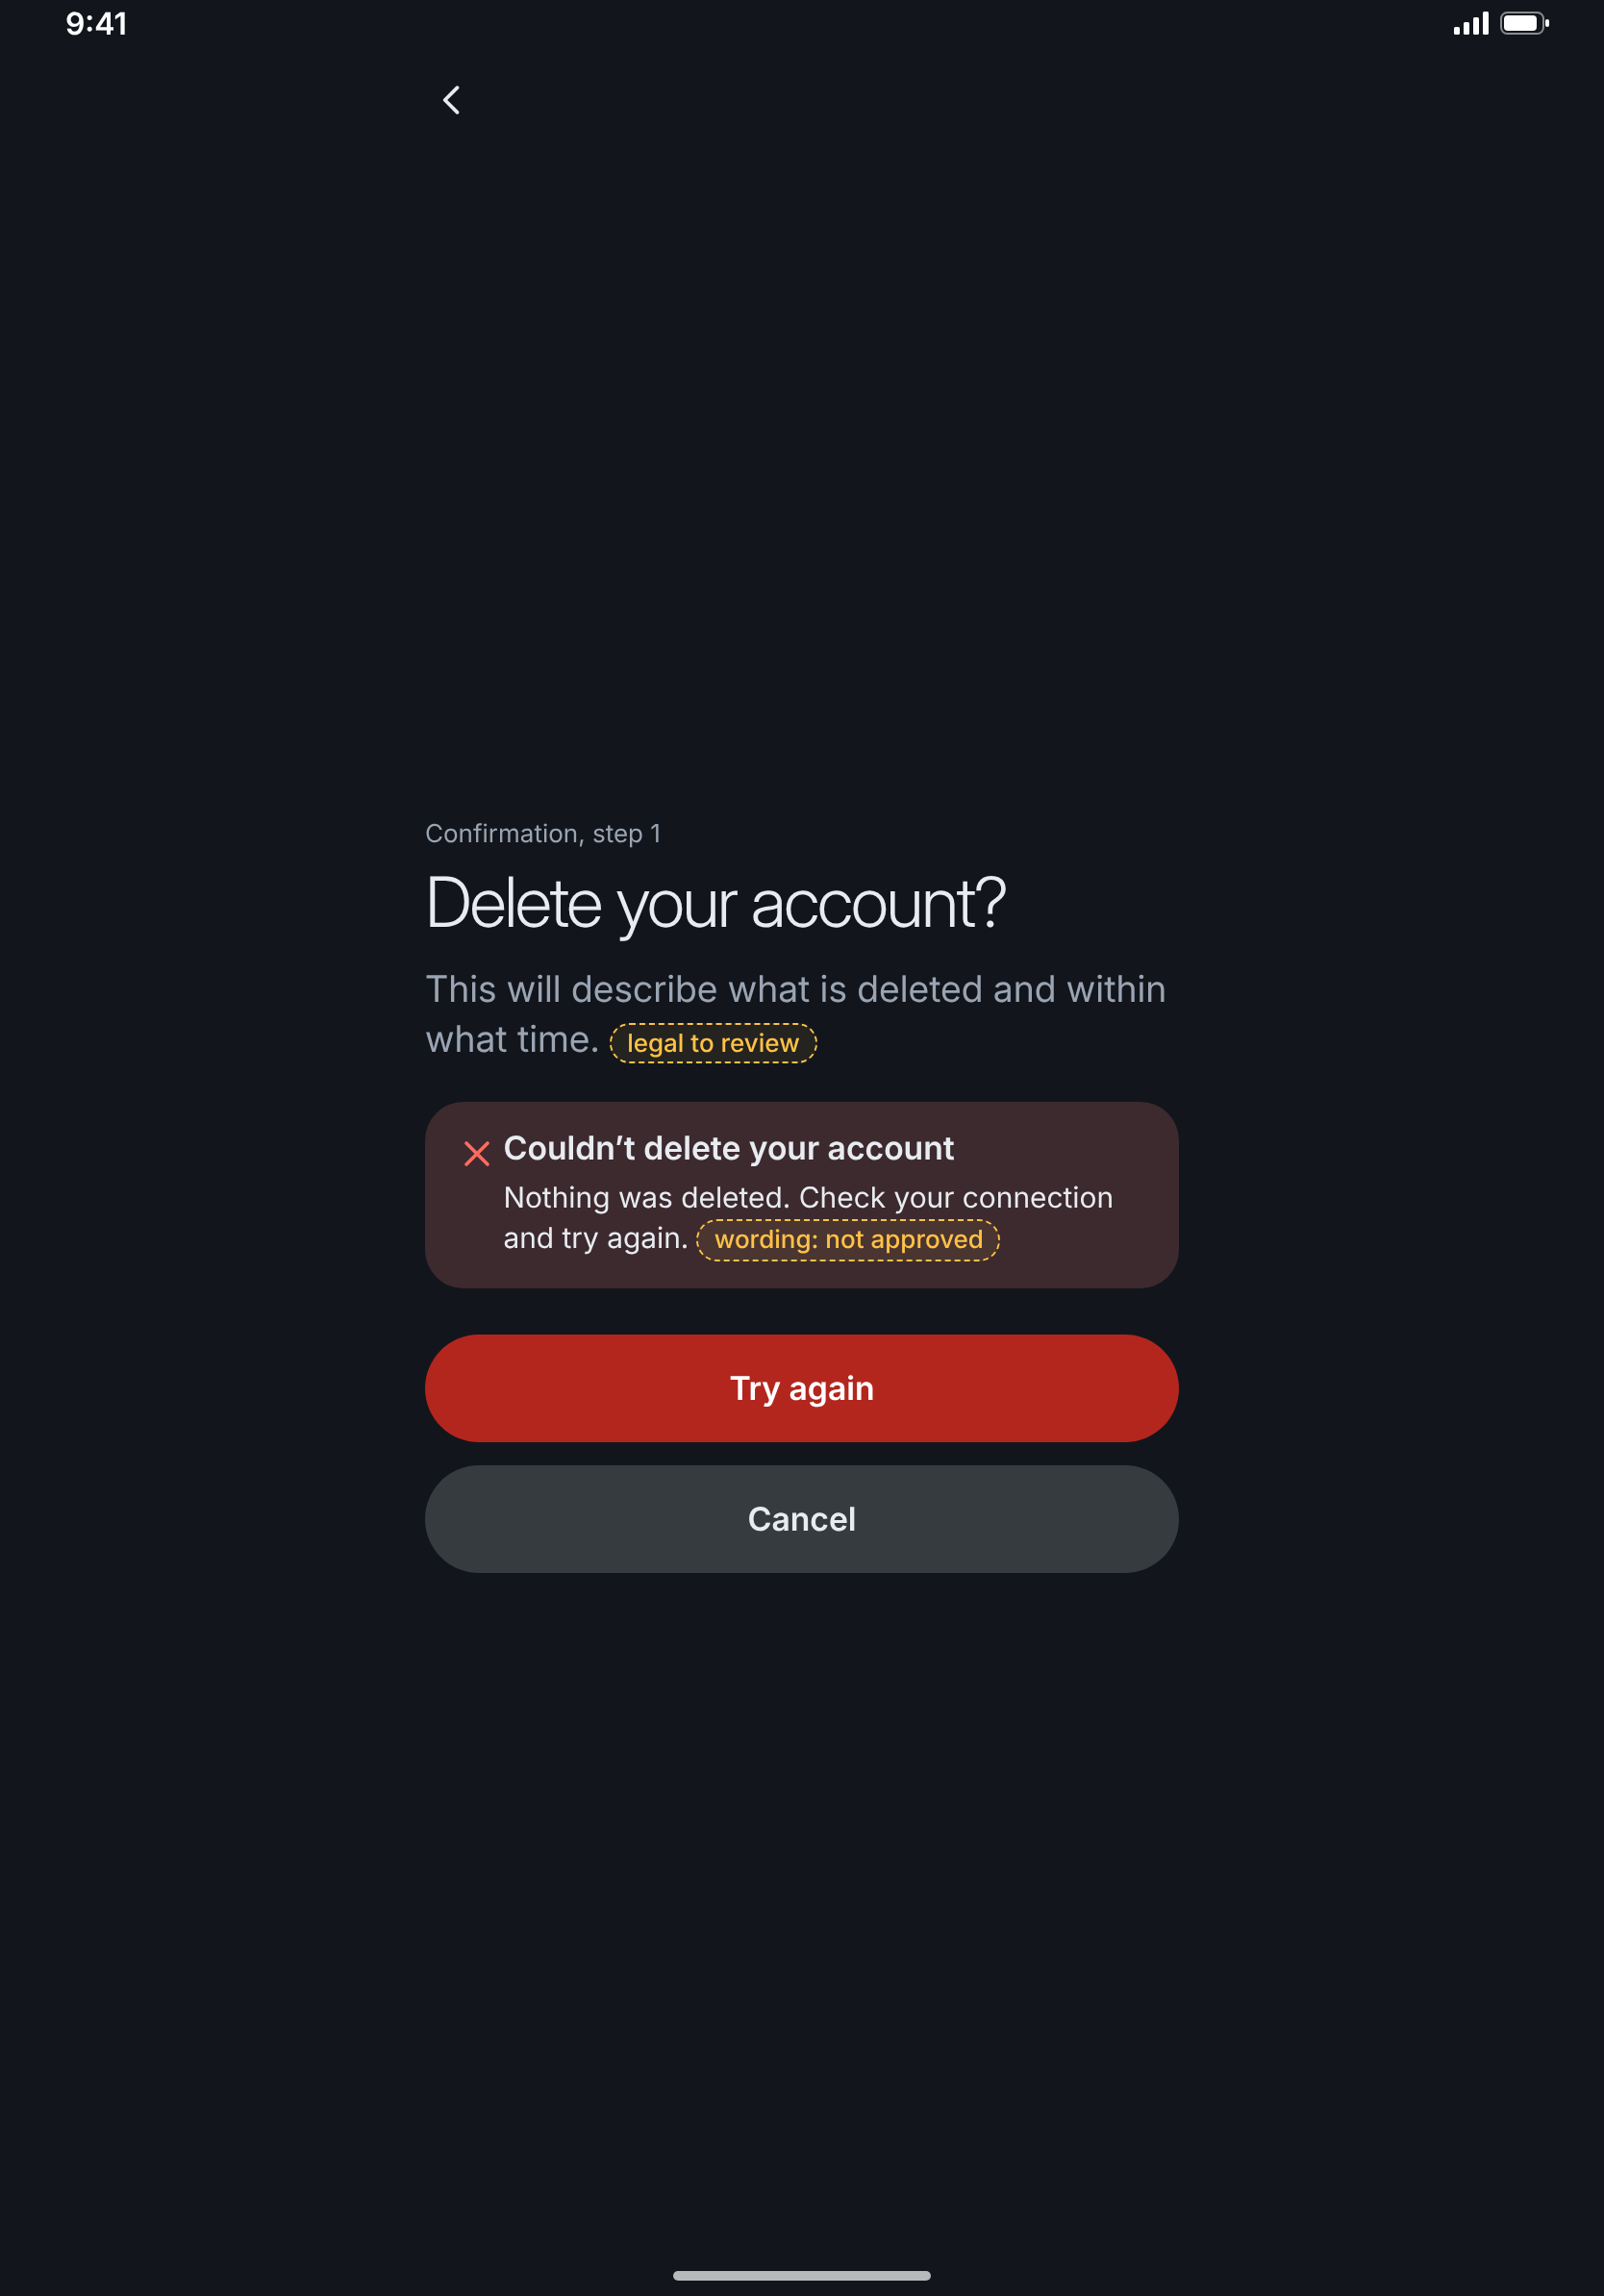 9:41
Confirmation, step 1
Delete your account?
This will describe what is deleted and within
what time. legal to review
Couldn’t delete your account
Nothing was deleted. Check your connection
and try again. wording: not approved
Try again
Cancel